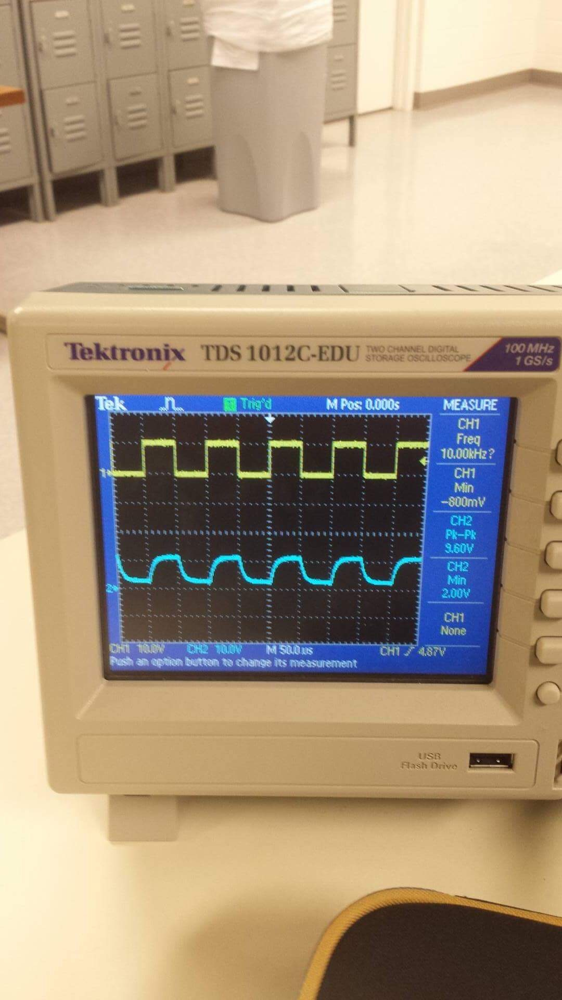 Tektronix TDS 1012C-EDU TWO CHANNEL DIGITAL STORAGE OSCILLOSCOPE
100 MHz
1 GS/s
Tek Trig'd M Pos: 0.000s MEASURE
CH1
Freq
10.00kHz?
1
CH1
Min
-800mV
CH2
Pk-Pk
9.60V
CH2
Min
2.00V
2
CH1
None
CH1 10.0V CH2 10.0V M 50.0us CH1 4.87V
Push an option button to change its measurement
USB
Flash Drive